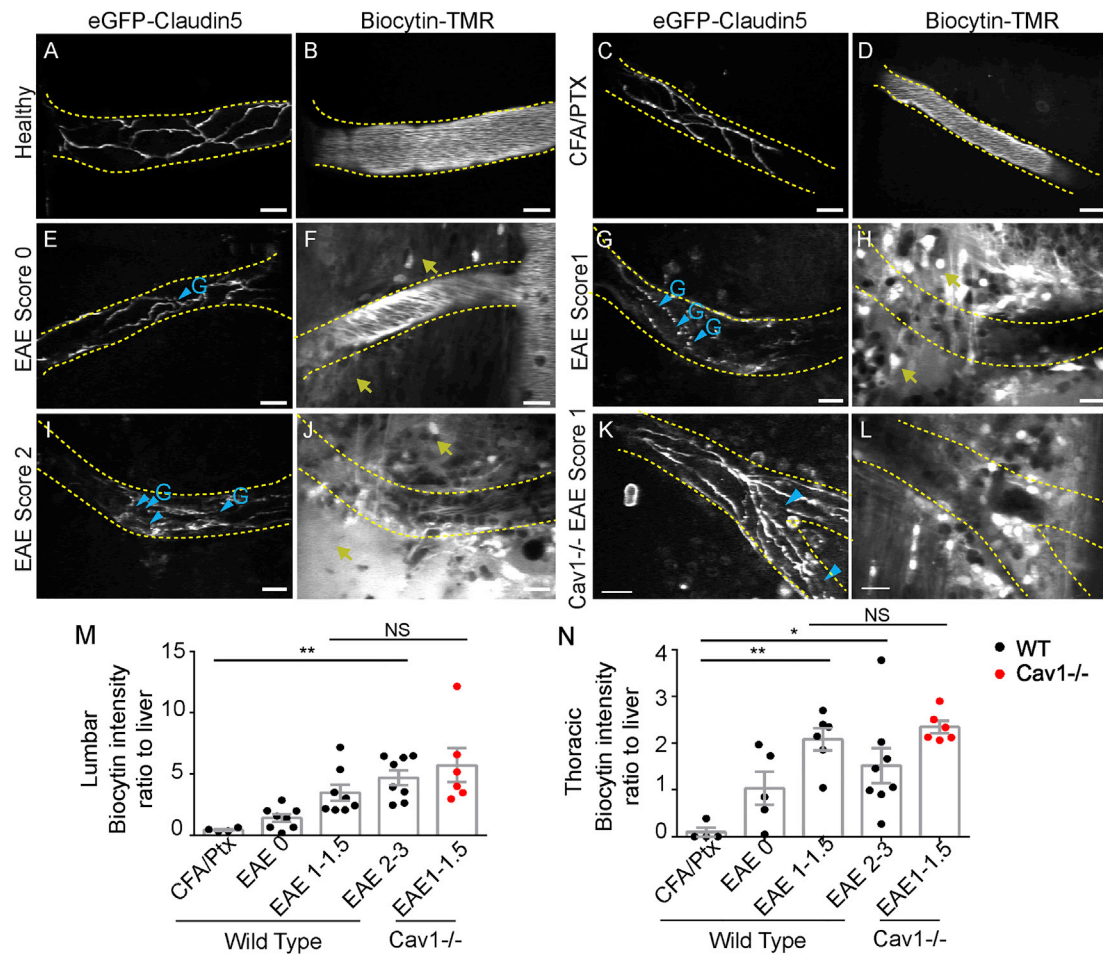 eGFP-Claudin5 Biocytin-TMR eGFP-Claudin5 Biocytin-TMR
Healthy A B CFA/PTX C D
EAE Score 0 E G F EAE Score1 G G G G H
EAE Score 2 I G G J Cav1-/- EAE Score 1 K L
M
NS
**
Lumbar
Biocytin intensity
ratio to liver
15
10
5
0
CFA/Ptx EAE 0 EAE 1-1.5 EAE 2-3 EAE1-1.5
Wild Type Cav1-/-
N
NS
*
**
Thoracic
Biocytin intensity
ratio to liver
4
3
2
1
0
CFA/Ptx EAE 0 EAE 1-1.5 EAE 2-3 EAE1-1.5
Wild Type Cav1-/-
WT
Cav1-/-